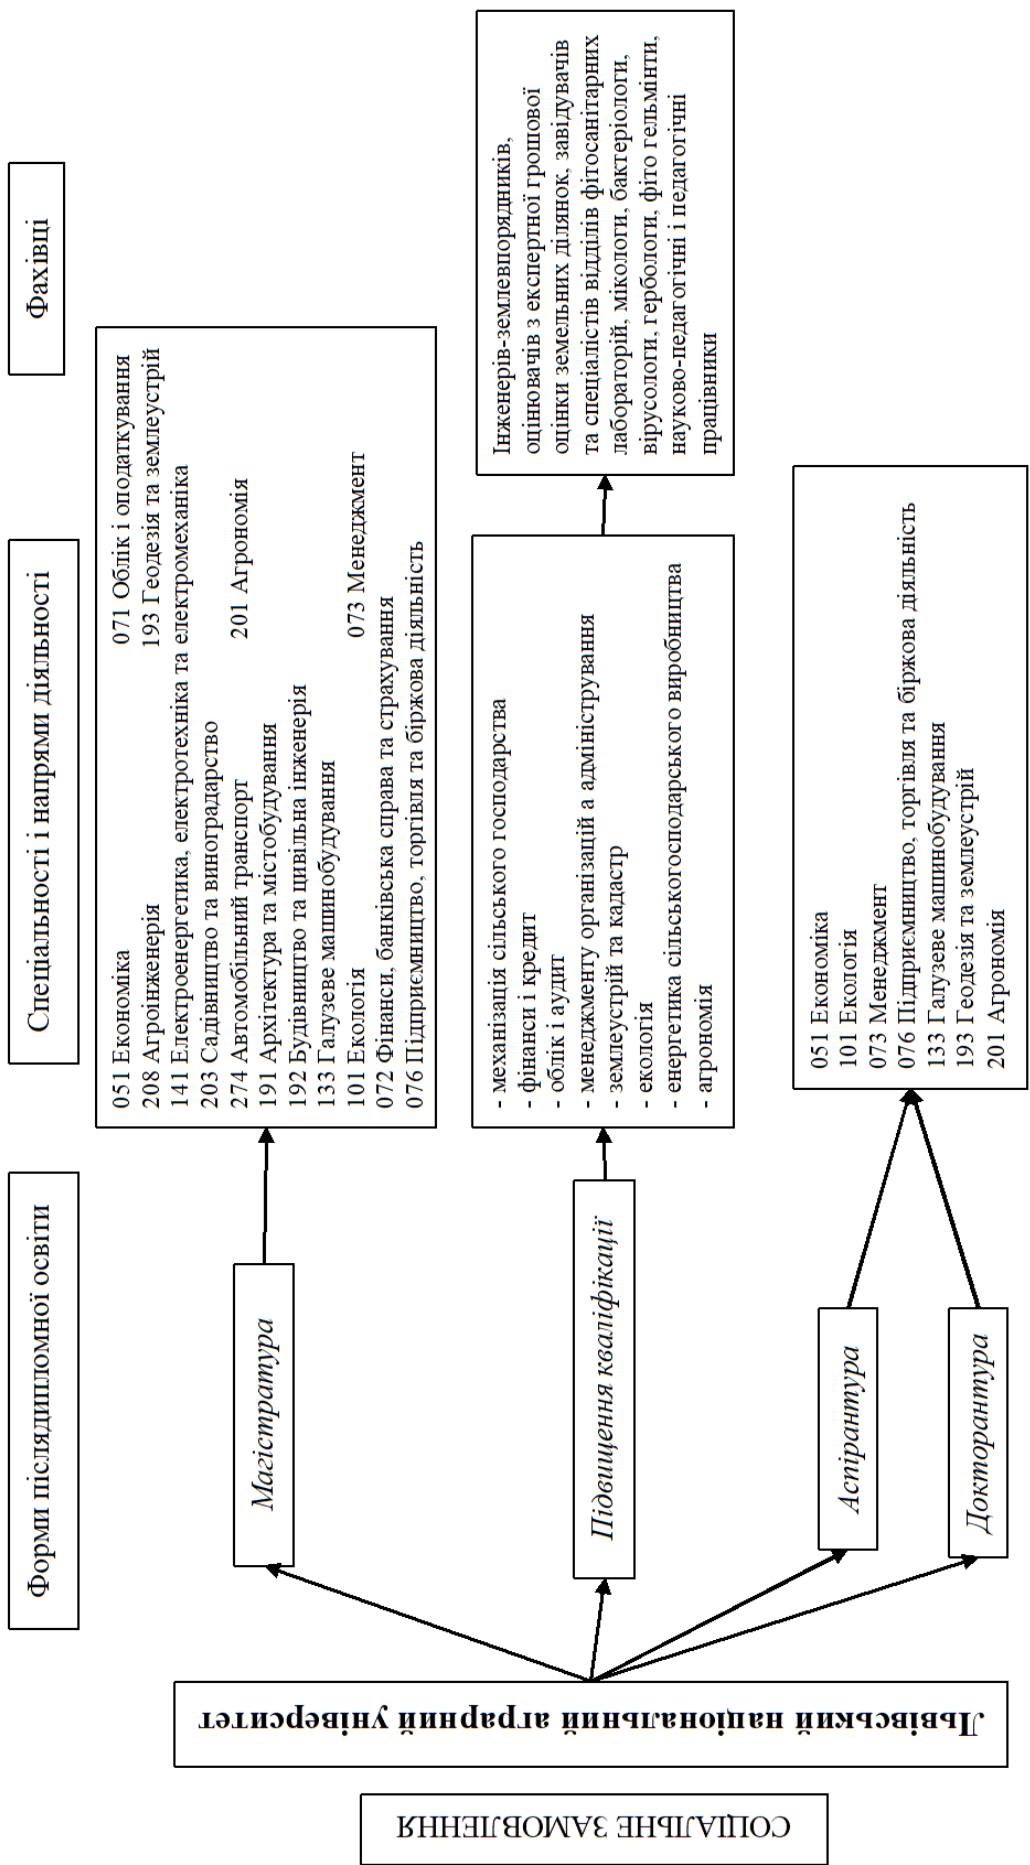 СОЦІАЛЬНЕ ЗАМОВЛЕННЯ
Львівський національний аграрний університет
Форми післядипломної освіти
Магістратура
Підвищення кваліфікації
Аспірантура
Докторантура
Спеціальності і напрями діяльності
051 Економіка 071 Облік і оподаткування
208 Агроінженерія 193 Геодезія та землеустрій
141 Електроенергетика, електротехніка та електромеханіка
203 Садівництво та виноградарство
274 Автомобільний транспорт 201 Агрономія
191 Архітектура та містобудування
192 Будівництво та цивільна інженерія
133 Галузеве машинобудування
101 Екологія 073 Менеджмент
072 Фінанси, банківська справа та страхування
076 Підприємництво, торгівля та біржова діяльність
- механізація сільського господарства
- фінанси і кредит
- облік і аудит
- менеджменту організацій а адміністрування
- землеустрій та кадастр
- екологія
- енергетика сільськогосподарського виробництва
- агрономія
051 Економіка
101 Екологія
073 Менеджмент
076 Підприємництво, торгівля та біржова діяльність
133 Галузеве машинобудування
193 Геодезія та землеустрій
201 Агрономія
Фахівці
Інженерів-землевпорядників,
оцінювачів з експертної грошової
оцінки земельних ділянок, завідувачів
та спеціалістів відділів фітосанітарних
лабораторій, мікологи, бактеріологи,
вірусологи, гербологи, фіто гельмінти,
науково-педагогічні і педагогічні
працівники